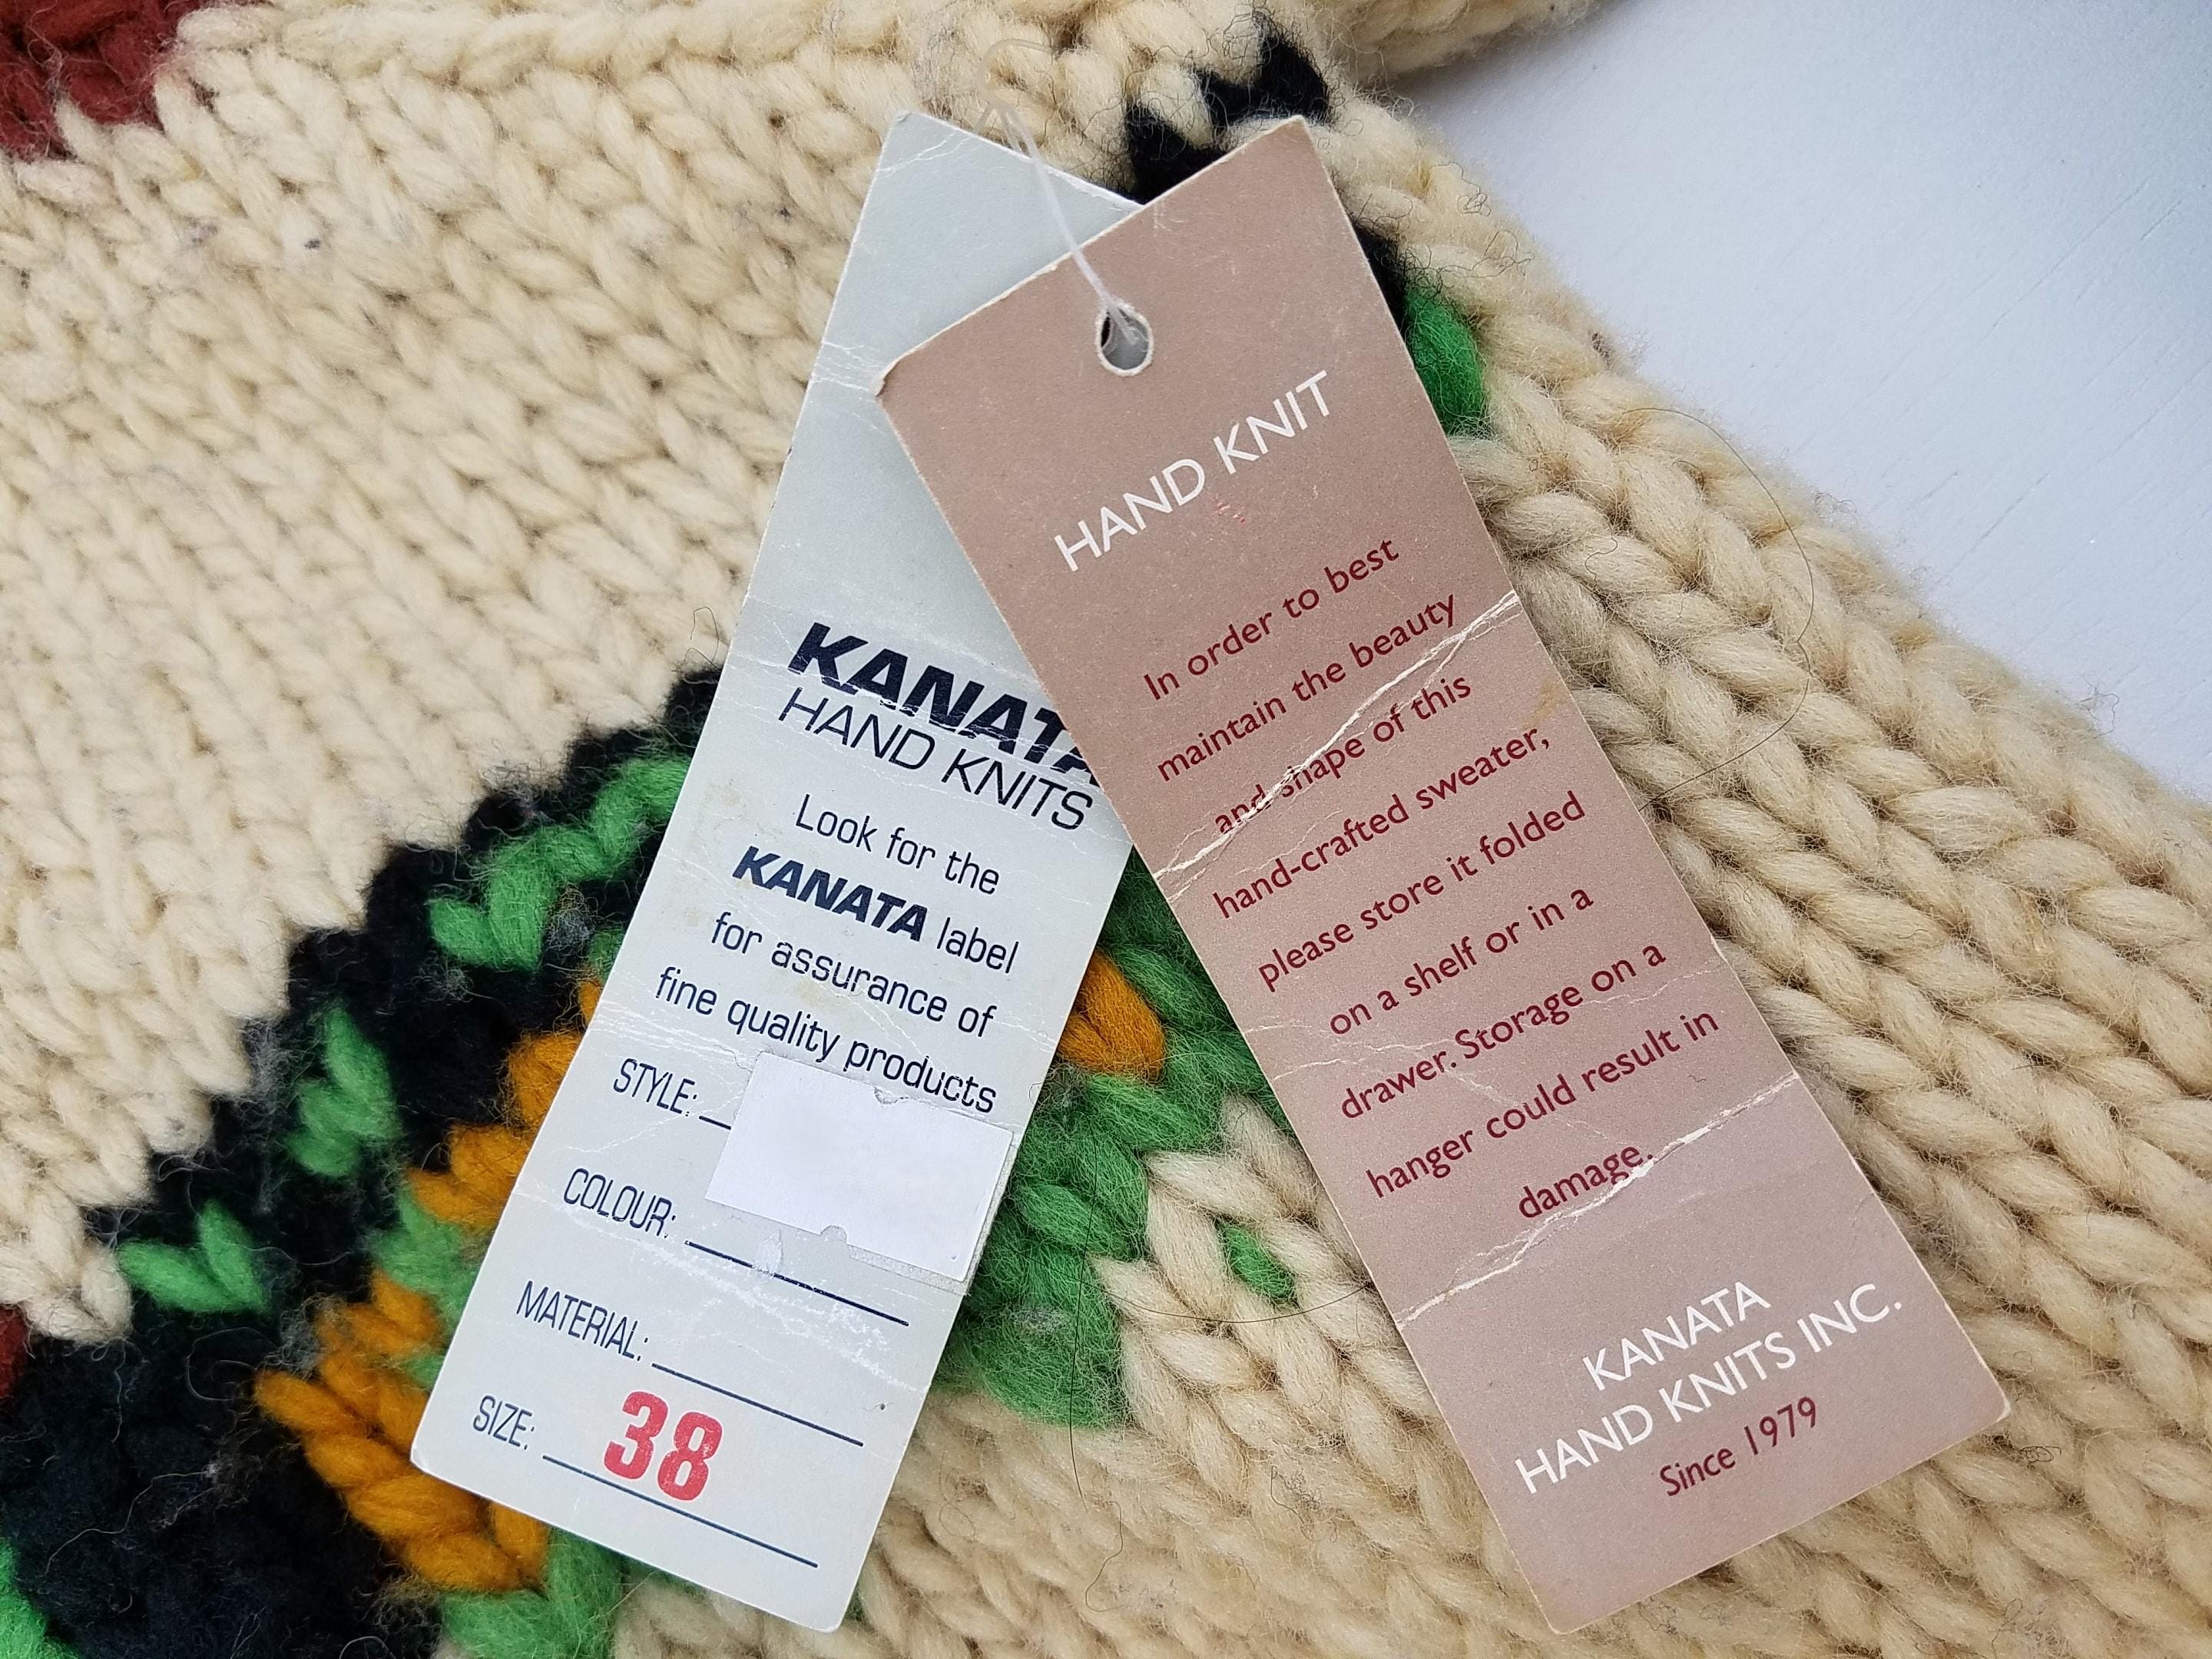 KANATA
HAND KNITS
Look for the
KANATA label
for assurance of
fine quality products
STYLE:
COLOUR:
MATERIAL:
SIZE: 38
HAND KNIT
In order to best
maintain the beauty
and shape of this
hand-crafted sweater,
please store it folded
on a shelf or in a
drawer. Storage on a
hanger could result in
damage.
KANATA
HAND KNITS INC.
Since 1979